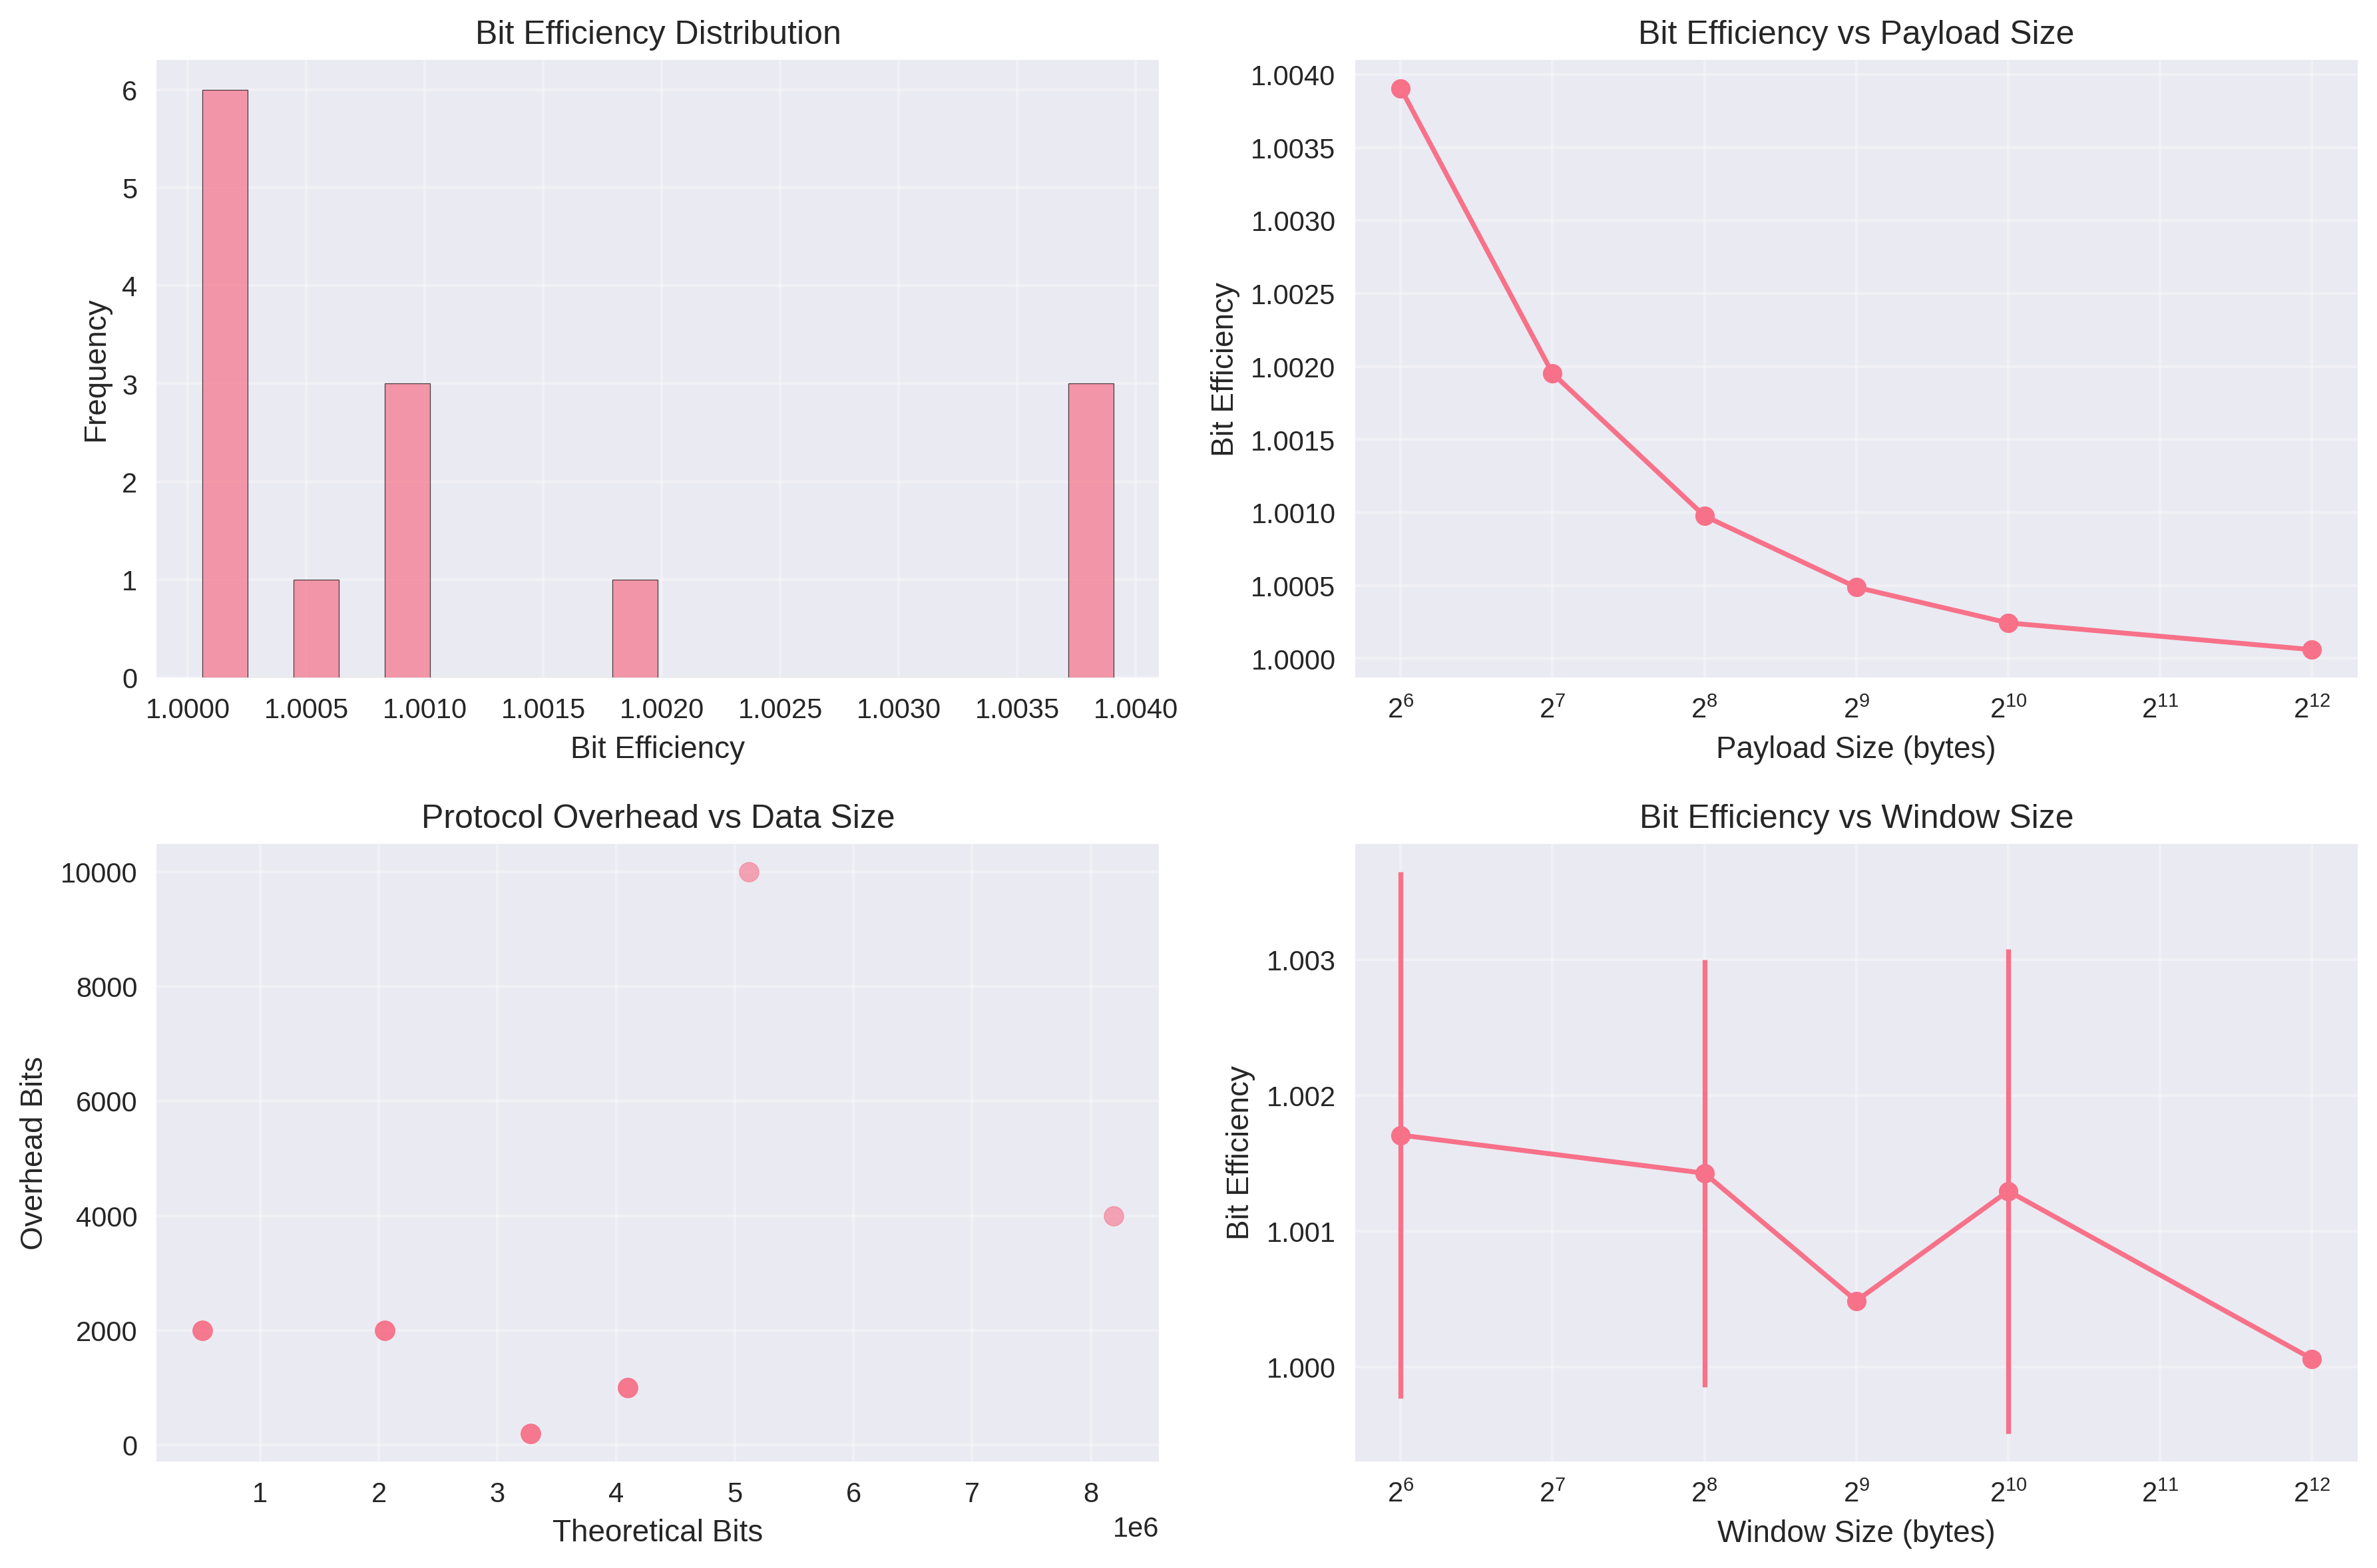 Bit Efficiency Distribution
6
5
4
3
2
1
0
Frequency
1.0000 1.0005 1.0010 1.0015 1.0020 1.0025 1.0030 1.0035 1.0040
Bit Efficiency
Bit Efficiency vs Payload Size
1.0040
1.0035
1.0030
1.0025
1.0020
1.0015
1.0010
1.0005
1.0000
Bit Efficiency
2⁶ 2⁷ 2⁸ 2⁹ 2¹⁰ 2¹¹ 2¹²
Payload Size (bytes)
Protocol Overhead vs Data Size
10000
8000
6000
4000
2000
0
Overhead Bits
1 2 3 4 5 6 7 8
1e6
Theoretical Bits
Bit Efficiency vs Window Size
1.003
1.002
1.001
1.000
Bit Efficiency
2⁶ 2⁷ 2⁸ 2⁹ 2¹⁰ 2¹¹ 2¹²
Window Size (bytes)